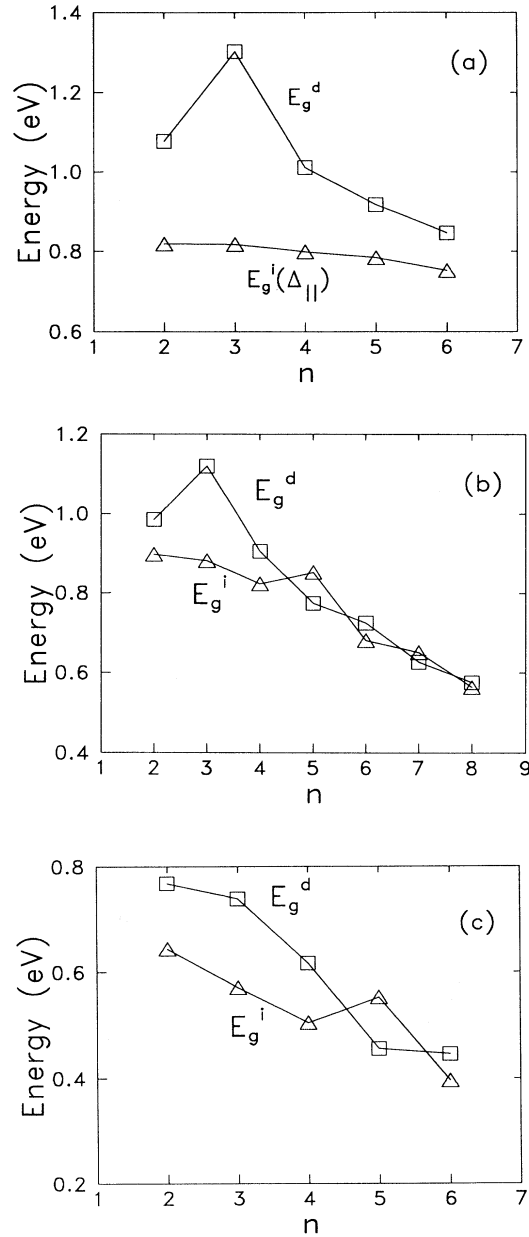 1.4
(a)
E_g^d
1.2
Energy (eV)
1.0
0.8
E_g^i(Δ_||)
0.6
1 2 3 4 5 6 7
n
1.2
(b)
E_g^d
1.0
Energy (eV)
0.8
E_g^i
0.6
0.4
1 2 3 4 5 6 7 8 9
n
0.8
E_g^d
(c)
Energy (eV)
0.6
E_g^i
0.4
0.2
1 2 3 4 5 6 7
n